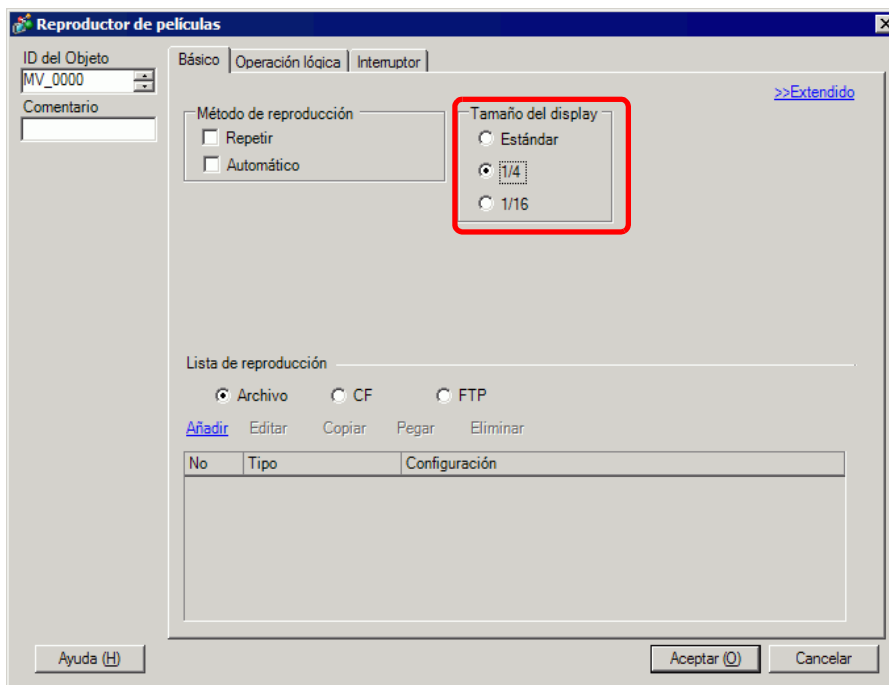 Reproductor de películas
ID del Objeto
MV_0000
Comentario
Básico
Operación lógica
Interruptor
>>Extendido
Método de reproducción
Repetir
Automático
Tamaño del display
Estándar
1/4
1/16
Lista de reproducción
Archivo
CF
FTP
Añadir
Editar
Copiar
Pegar
Eliminar
No
Tipo
Configuración
Ayuda (H)
Aceptar (O)
Cancelar